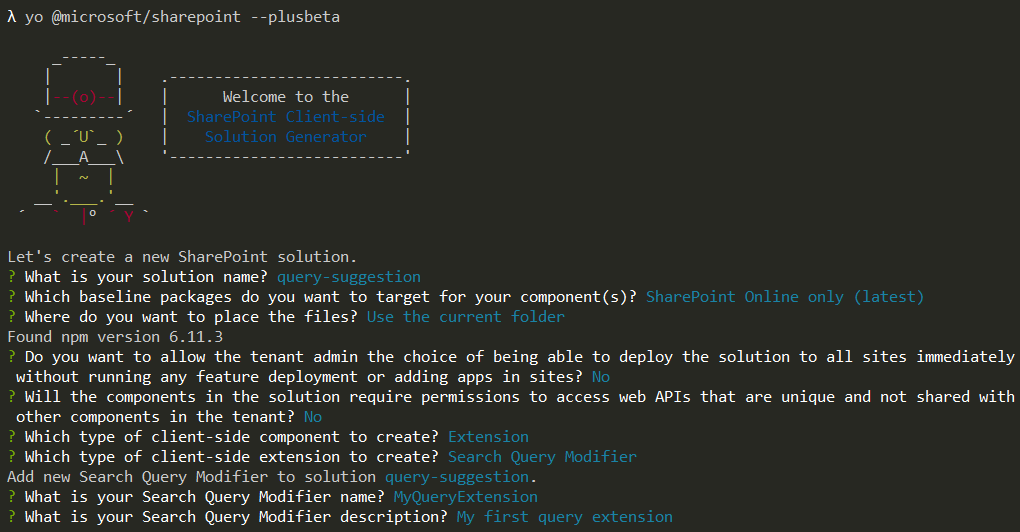 λ yo @microsoft/sharepoint --plusbeta
     _-----_
    |       |    .--------------------------.
    |--(o)--|    |      Welcome to the      |
   `---------´   |  SharePoint Client-side  |
    ( _´U`_ )    |    Solution Generator    |
    /___A___\    '--------------------------'
     |  ~  |
   __'.___.'__
 ´   `  |° ´ Y `
Let's create a new SharePoint solution.
? What is your solution name? query-suggestion
? Which baseline packages do you want to target for your component(s)? SharePoint Online only (latest)
? Where do you want to place the files? Use the current folder
Found npm version 6.11.3
? Do you want to allow the tenant admin the choice of being able to deploy the solution to all sites immediately
without running any feature deployment or adding apps in sites? No
? Will the components in the solution require permissions to access web APIs that are unique and not shared with
other components in the tenant? No
? Which type of client-side component to create? Extension
? Which type of client-side extension to create? Search Query Modifier
Add new Search Query Modifier to solution query-suggestion.
? What is your Search Query Modifier name? MyQueryExtension
? What is your Search Query Modifier description? My first query extension